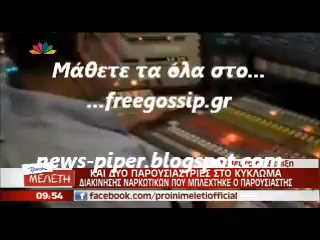 Μάθετε τα όλα στο...
...freegossip.gr
news-piper.blogspot.com
ΚΑΙ ΔΥΟ ΠΑΡΟΥΣΙΑΣΤΡΙΕΣ ΣΤΟ ΚΥΚΛΩΜΑ
ΜΕΛΕΤΗ
ΔΙΑΚΙΝΗΣΗΣ ΝΑΡΚΩΤΙΚΩΝ ΠΟΥ ΜΠΛΕΧΤΗΚΕ Ο ΠΑΡΟΥΣΙΑΣΤΗΣ
09:54 facebook.com/proinimeletiofficial